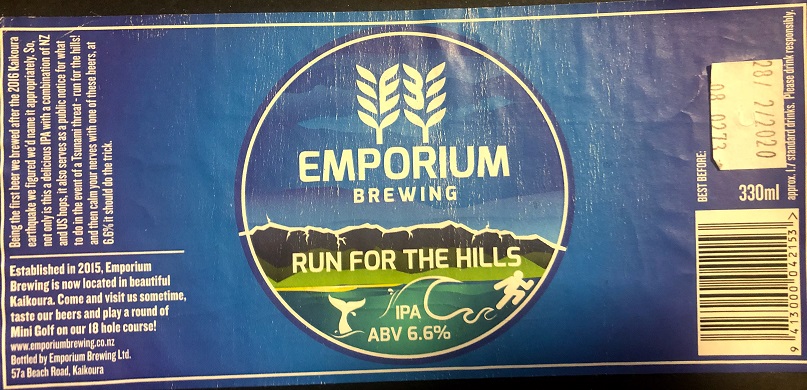 Being the first beer we brewed after the 2016 Kaikoura
earthquake we figured we'd name it appropriately. So,
not only is this a delicious IPA with a combination of NZ
and US hops, it also serves as a public notice for what
to do in the event of a Tsunami threat - run for the hills!
and then calm your nerves with one of these beers, at
6.6% it should do the trick.
Established in 2015, Emporium
Brewing is now located in beautiful
Kaikoura. Come and visit us sometime,
taste our beers and play a round of
Mini Golf on our 18 hole course!
www.emporiumbrewing.co.nz
Bottled by Emporium Brewing Ltd.
57a Beach Road, Kaikoura
EMPORIUM
BREWING
RUN FOR THE HILLS
IPA
ABV 6.6%
BEST BEFORE:
28/ 2/2020
08 0273
330ml
approx. 1.7 standard drinks. Please drink responsibly.
9 413000 042153 >